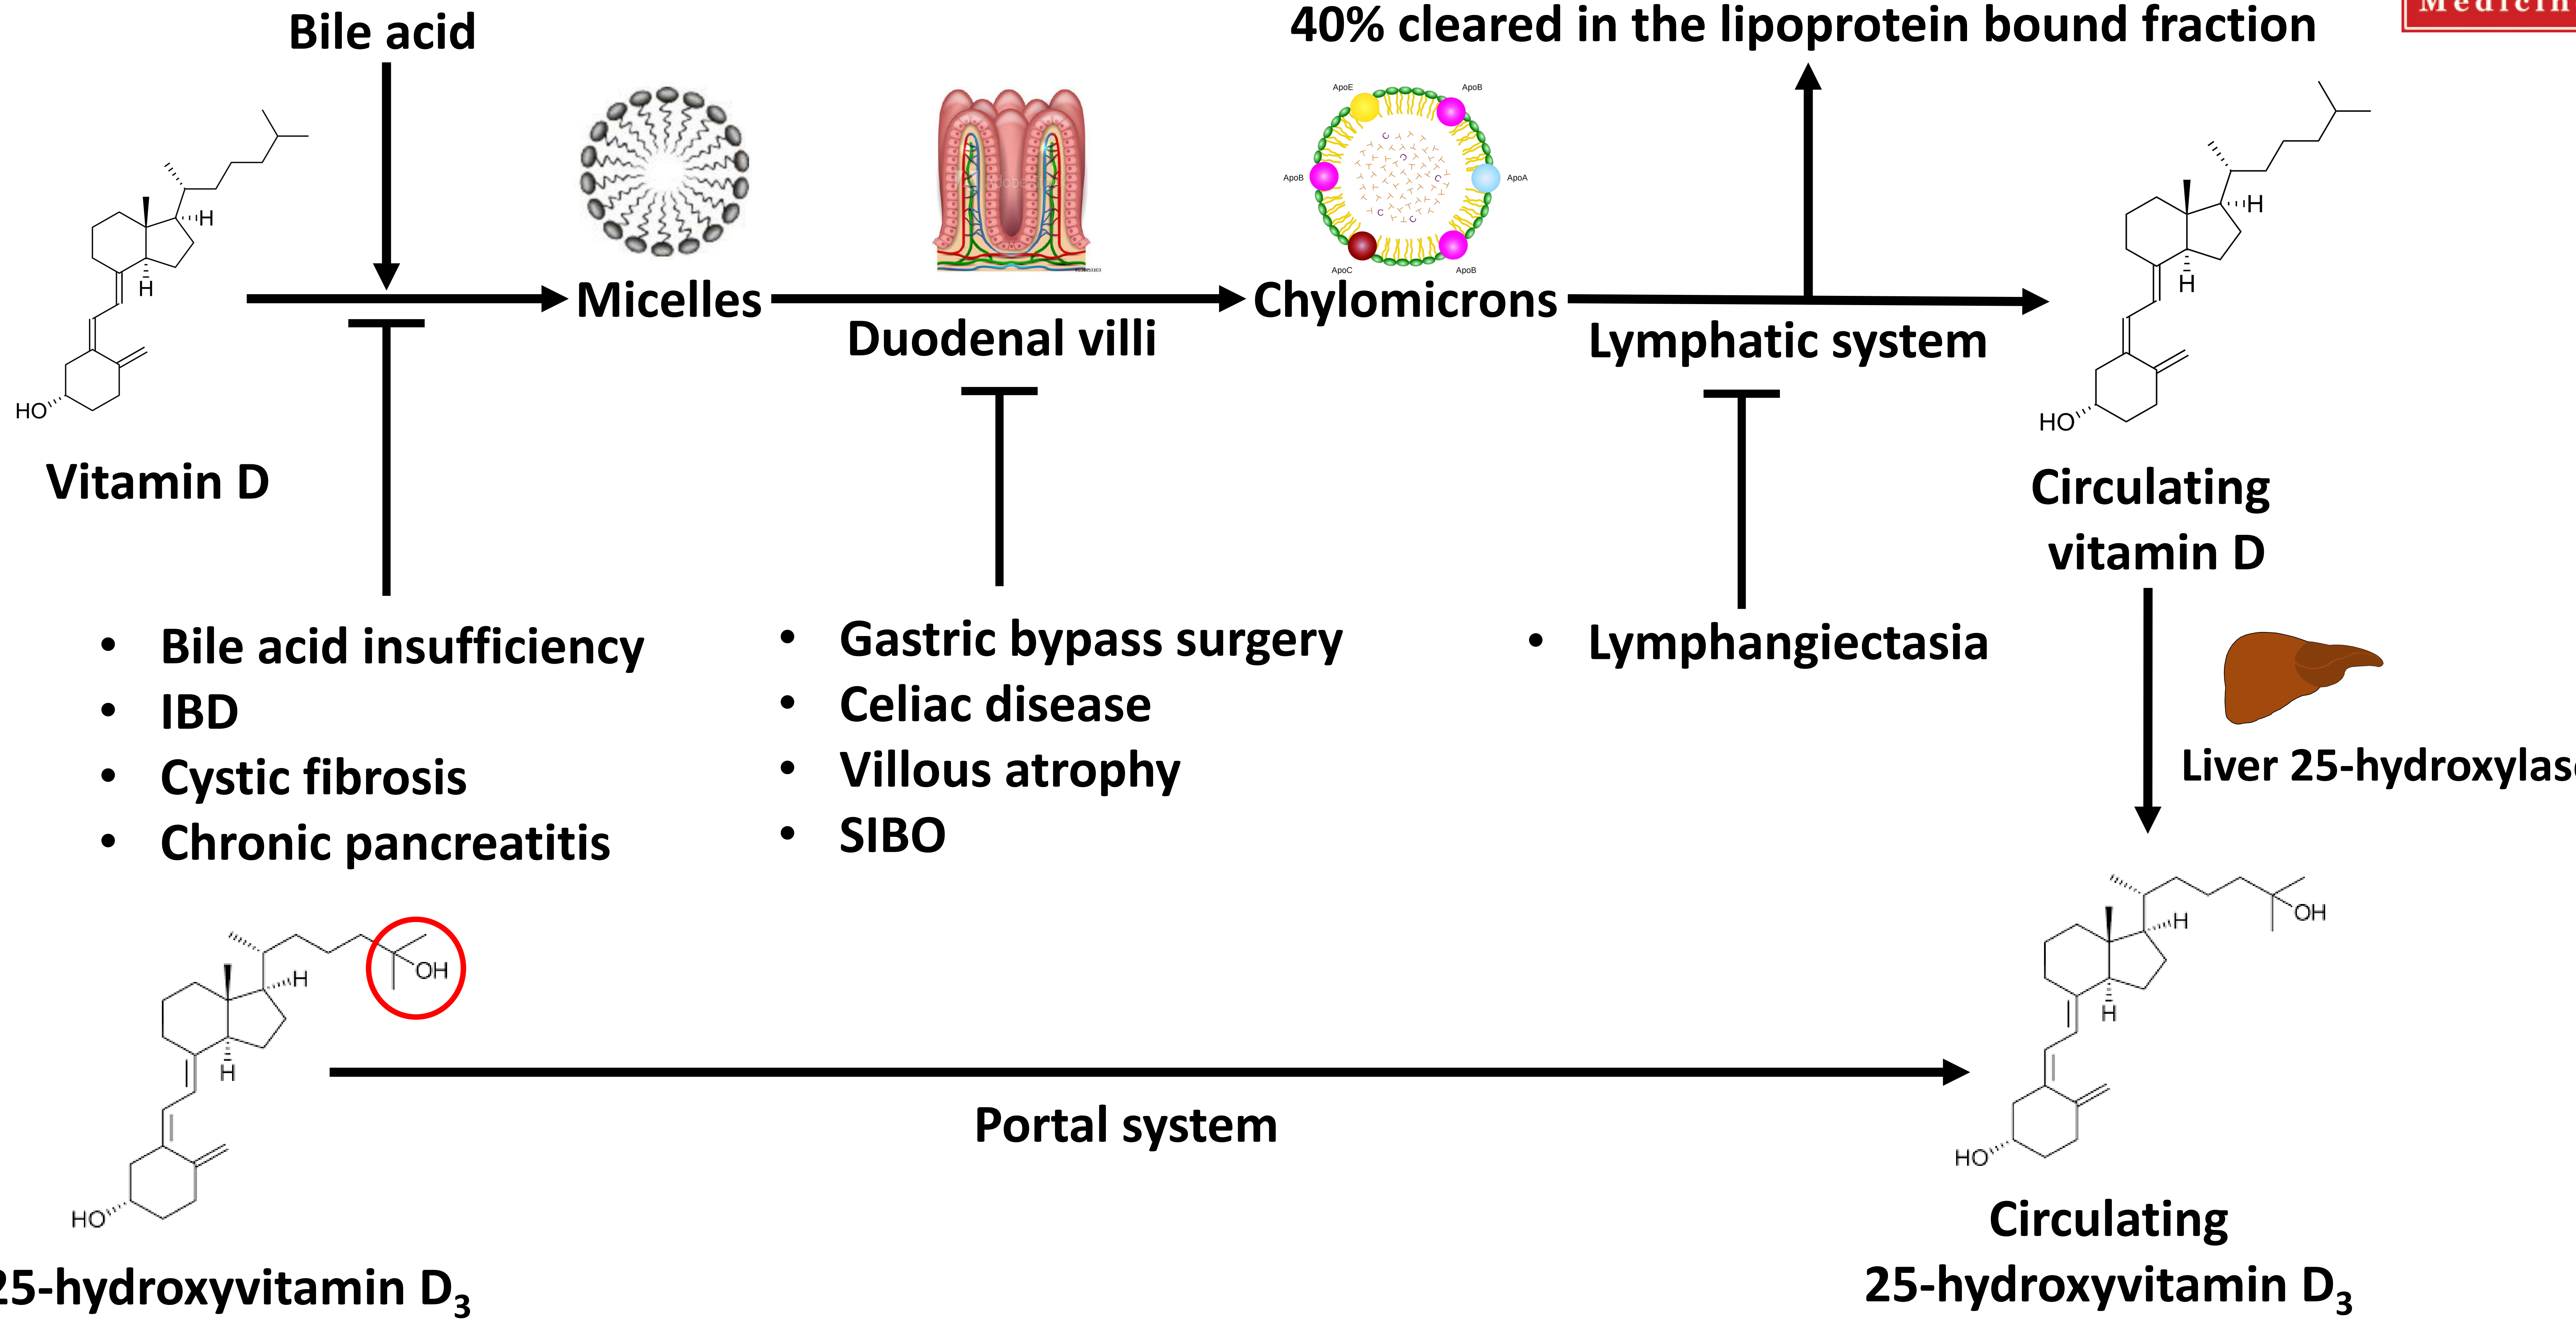 Bile acid
40% cleared in the lipoprotein bound fraction
Medicin
ApoE
ApoB
ApoB
ApoA
ApoC
ApoB
H
H
HO
H
H
HO
Micelles
Chylomicrons
Duodenal villi
Lymphatic system
Vitamin D
Circulating
vitamin D
• Bile acid insufficiency
• IBD
• Cystic fibrosis
• Chronic pancreatitis
• Gastric bypass surgery
• Celiac disease
• Villous atrophy
• SIBO
• Lymphangiectasia
Liver 25-hydroxylase
OH
H
H
HO
OH
H
H
HO
Portal system
25-hydroxyvitamin D₃
Circulating
25-hydroxyvitamin D₃